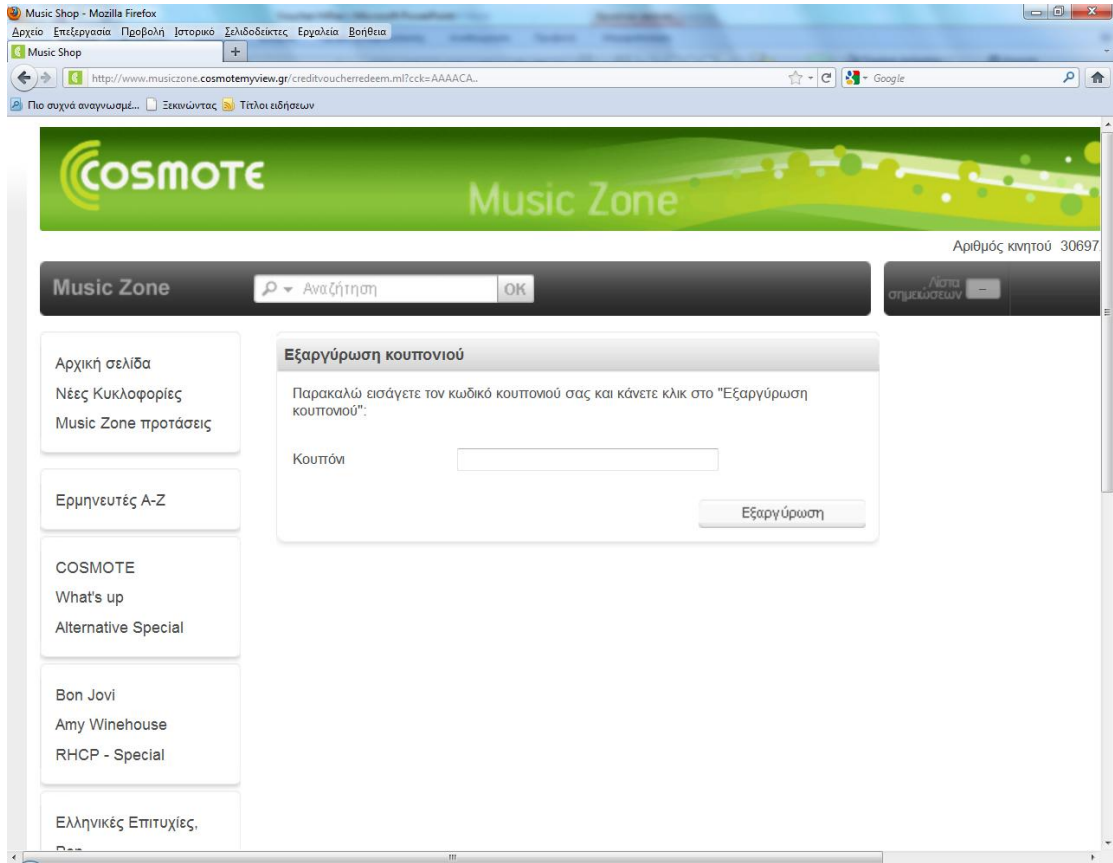 Music Shop - Mozilla Firefox
Αρχείο Επεξεργασία Προβολή Ιστορικό Σελιδοδείκτες Εργαλεία Βοήθεια
Music Shop
http://www.musiczone.cosmotemyview.gr/creditvoucherredeem.ml?cck=AAAACA..
Google
Πιο συχνά αναγνωσμέ... Ξεκινώντας Τίτλοι ειδήσεων
COSMOTE
Music Zone
Αριθμός κινητού 30697
Music Zone
Αναζήτηση
OK
Λίστα
σημειώσεων
--
Εξαργύρωση κουπονιού
Παρακαλώ εισάγετε τον κωδικό κουπονιού σας και κάνετε κλικ στο "Εξαργύρωση
κουπονιού":
Κουπόνι
Εξαργύρωση
Αρχική σελίδα
Νέες Κυκλοφορίες
Music Zone προτάσεις
Ερμηνευτές A-Z
COSMOTE
What's up
Alternative Special
Bon Jovi
Amy Winehouse
RHCP - Special
Ελληνικές Επιτυχίες,